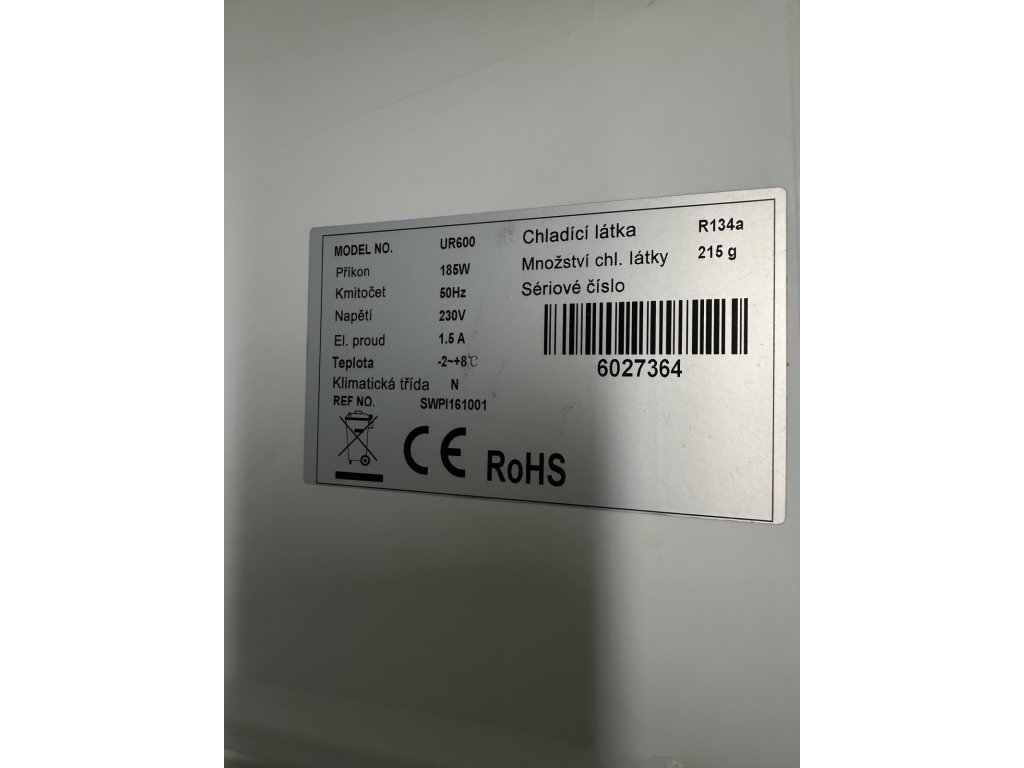 MODEL NO. UR600
Příkon 185W
Kmitočet 50Hz
Napětí 230V
El. proud 1.5 A
Teplota -2~+8℃
Klimatická třída N
REF NO. SWPI161001
CE RoHS
Chladící látka R134a
Množství chl. látky 215 g
Sériové číslo
6027364